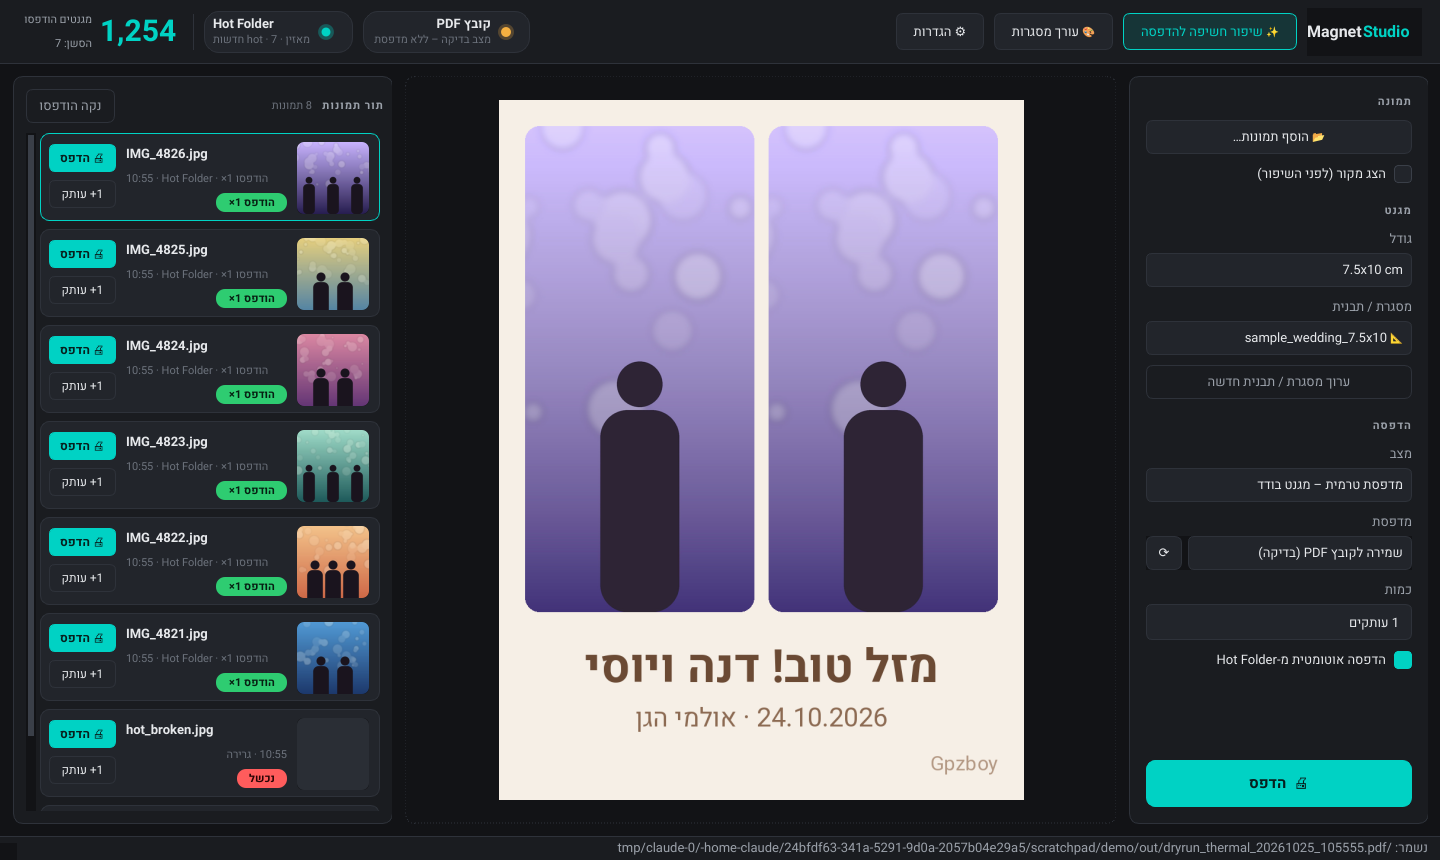 MagnetStudio
✨ שיפור חשיפה להדפסה
🎨 עורך מסגרות
⚙ הגדרות
קובץ PDF
מצב בדיקה – ללא מדפסת
Hot Folder
מאזין · 7 hot חדשות
1,254
מגנטים הודפסו
הסשן: 7
תמונה
📂 הוסף תמונות...
הצג מקור (לפני השיפור)
מגנט
גודל
7.5x10 cm
מסגרת / תבנית
📐 sample_wedding_7.5x10
ערוך מסגרת / תבנית חדשה
הדפסה
מצב
מדפסת טרמית – מגנט בודד
מדפסת
שמירה לקובץ PDF (בדיקה)
⟳
כמות
1 עותקים
הדפסה אוטומטית מ-Hot Folder
🖨 הדפס
מזל טוב! דנה ויוסי
24.10.2026 · אולמי הגן
Gpzboy
תור תמונות
8 תמונות
נקה הודפסו
IMG_4826.jpg
10:55 · Hot Folder · הודפסו 1×
הודפס 1×
🖨 הדפס
+1 עותק
IMG_4825.jpg
10:55 · Hot Folder · הודפסו 1×
הודפס 1×
🖨 הדפס
+1 עותק
IMG_4824.jpg
10:55 · Hot Folder · הודפסו 1×
הודפס 1×
🖨 הדפס
+1 עותק
IMG_4823.jpg
10:55 · Hot Folder · הודפסו 1×
הודפס 1×
🖨 הדפס
+1 עותק
IMG_4822.jpg
10:55 · Hot Folder · הודפסו 1×
הודפס 1×
🖨 הדפס
+1 עותק
IMG_4821.jpg
10:55 · Hot Folder · הודפסו 1×
הודפס 1×
🖨 הדפס
+1 עותק
hot_broken.jpg
10:55 · גרירה
נכשל
🖨 הדפס
+1 עותק
נשמר: /tmp/claude-0/-home-claude/24bfdf63-341a-5291-9d0a-2057b04e29a5/scratchpad/demo/out/dryrun_thermal_20261025_105555.pdf